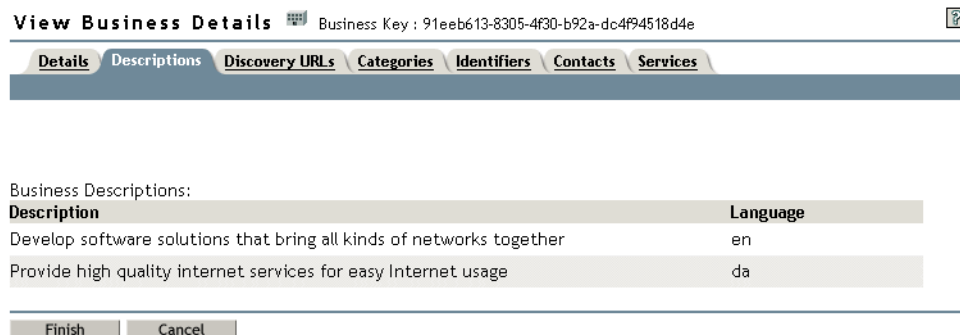 View Business Details Business Key : 91eeb613-8305-4f30-b92a-dc4f94518d4e ?
Details Descriptions Discovery URLs Categories Identifiers Contacts Services
Business Descriptions:
Description Language
Develop software solutions that bring all kinds of networks together en
Provide high quality internet services for easy Internet usage da
Finish Cancel